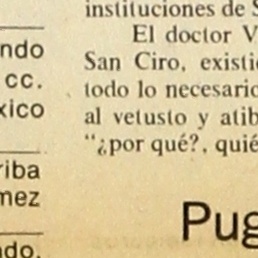 ndo
cc.
xico
riba
mez
ndo.
instituciones de S
El doctor V
San Ciro, existi
todo lo necesario
al vetusto y atib
"¿por qué?, quié
Pug